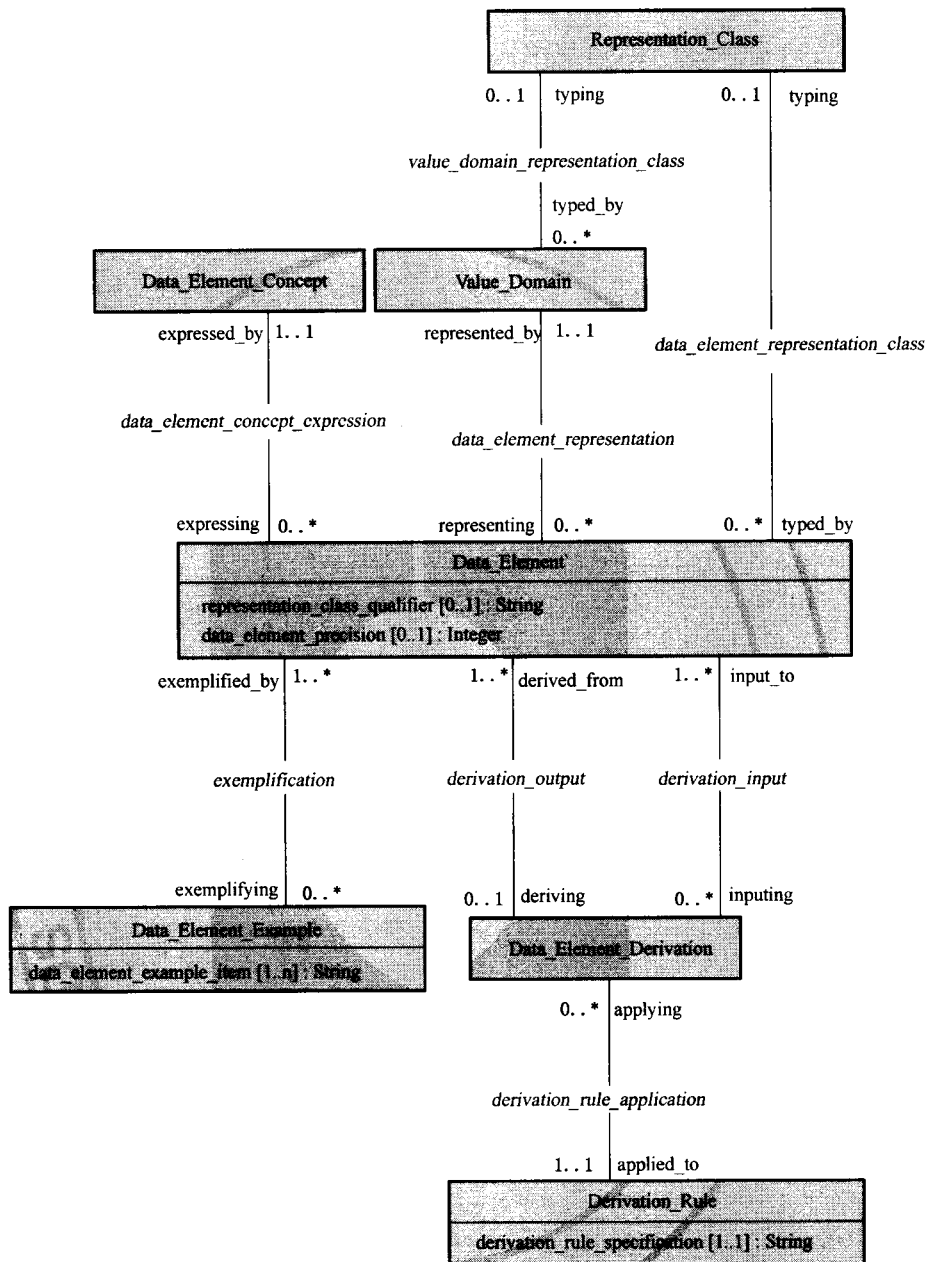 Representation_Class
0..1 typing 0..1 typing
value_domain_representation_class
typed_by
0..*
Data_Element_Concept Value_Domain
expressed_by 1..1 represented_by 1..1
data_element_representation_class
data_element_concept_expression
data_element_representation
expressing 0..* representing 0..* 0..* typed_by
Data_Element
representation_class_qualifier [0..1] : String
data_element_precision [0..1] : Integer
exemplified_by 1..* 1..* derived_from 1..* input_to
exemplification derivation_output derivation_input
exemplifying 0..* 0..1 deriving 0..* inputing
Data_Element_Example
Data_Element_Derivation
data_element_example_item [1..n] : String
0..* applying
derivation_rule_application
1..1 applied_to
Derivation_Rule
derivation_rule_specification [1..1] : String